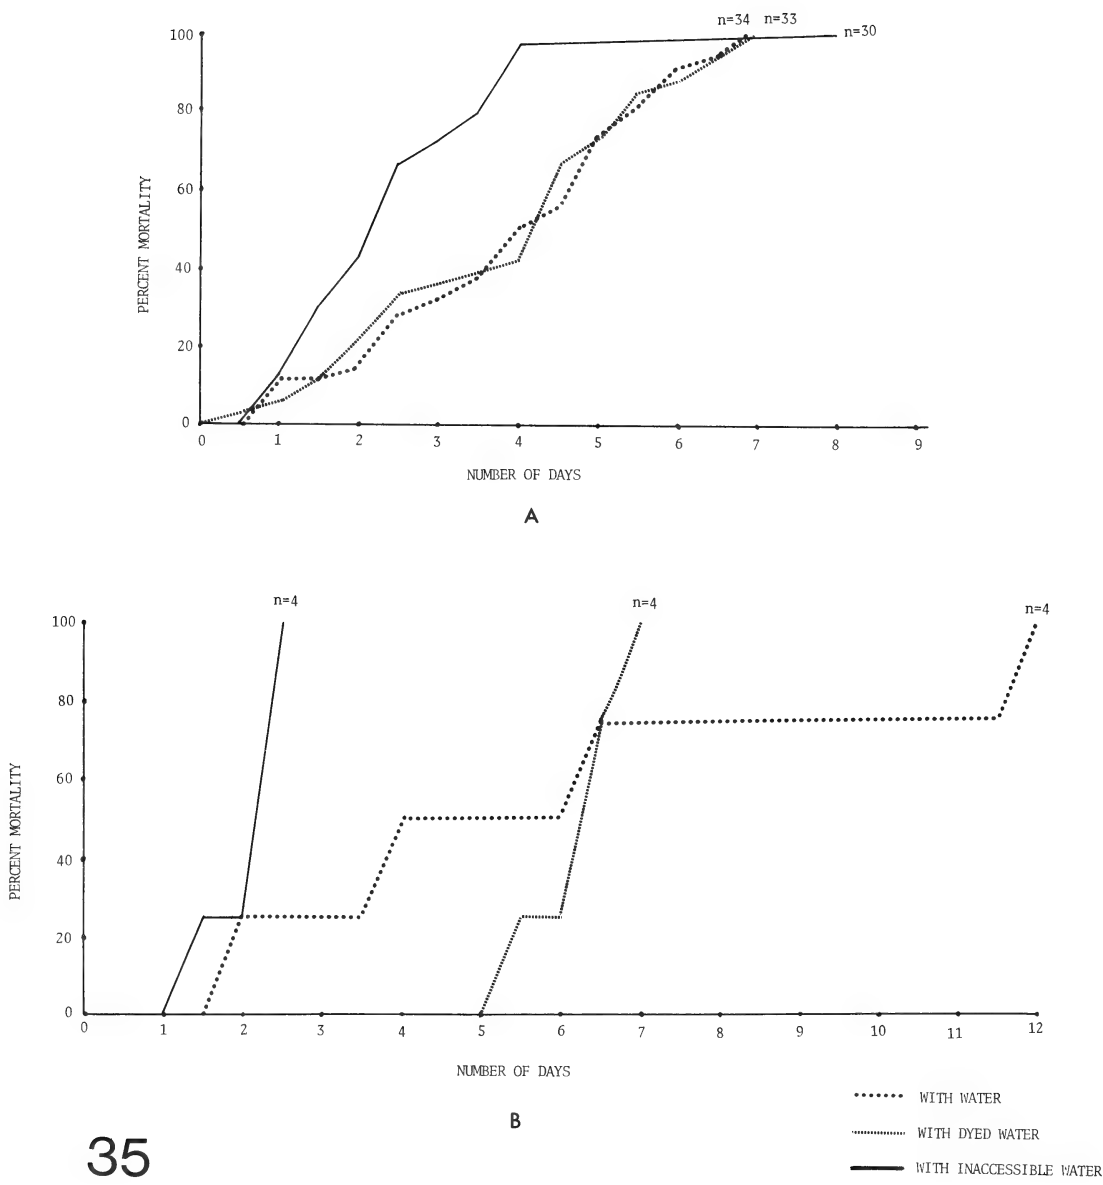 n=34 n=33
n=30
100
80
60
40
20
0
PERCENT MORTALITY
0 1 2 3 4 5 6 7 8 9
NUMBER OF DAYS
A
n=4 n=4 n=4
100
80
60
40
20
0
PERCENT MORTALITY
0 1 2 3 4 5 6 7 8 9 10 11 12
NUMBER OF DAYS
B
WITH WATER
WITH DYED WATER
WITH INACCESSIBLE WATER
35